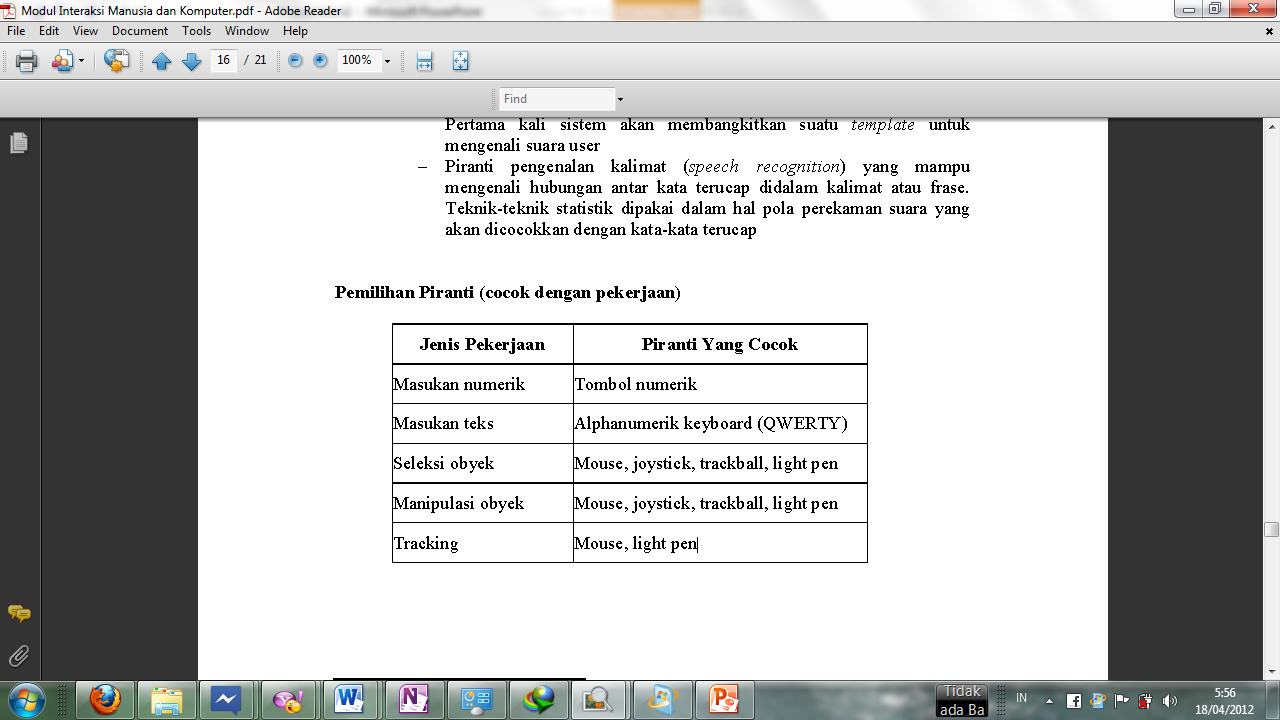 Modul Interaksi Manusia dan Komputer.pdf - Adobe Reader
File Edit View Document Tools Window Help
16 / 21 100%
Find
Pertama kali sistem akan membangkitkan suatu template untuk
mengenali suara user
– Piranti pengenalan kalimat (speech recognition) yang mampu
mengenali hubungan antar kata terucap didalam kalimat atau frase.
Teknik-teknik statistik dipakai dalam hal pola perekaman suara yang
akan dicocokkan dengan kata-kata terucap
Pemilihan Piranti (cocok dengan pekerjaan)
Jenis Pekerjaan Piranti Yang Cocok
Masukan numerik Tombol numerik
Masukan teks Alphanumerik keyboard (QWERTY)
Seleksi obyek Mouse, joystick, trackball, light pen
Manipulasi obyek Mouse, joystick, trackball, light pen
Tracking Mouse, light pen
Tidak
ada Ba
IN
5:56
18/04/2012